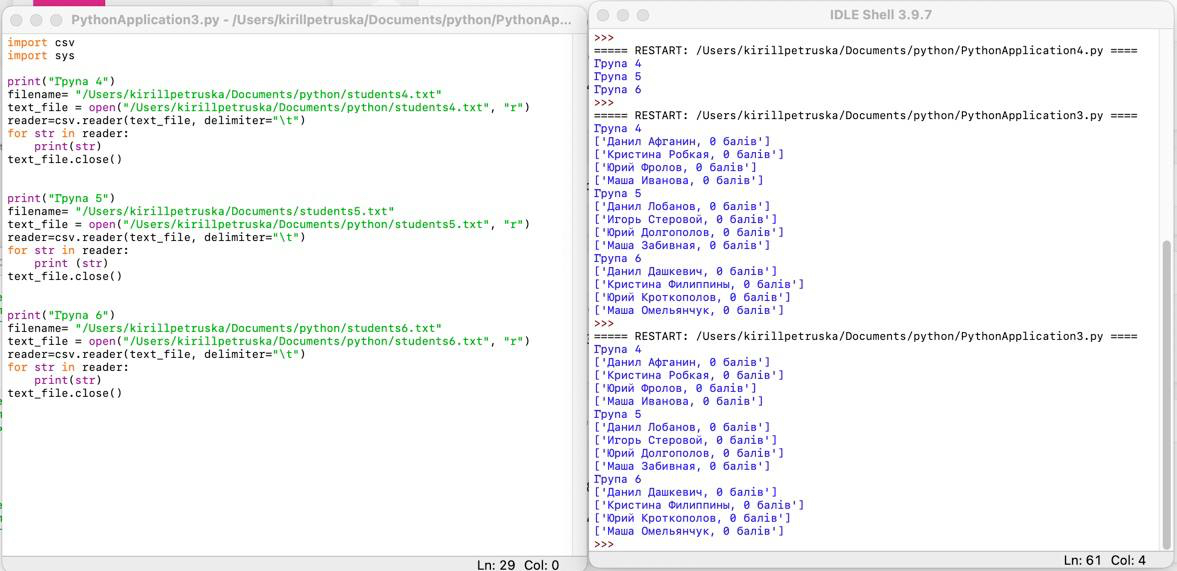 PythonApplication3.py - /Users/kirillpetruska/Documents/python/PythonAp...
import csv
import sys
print("Група 4")
filename= "/Users/kirillpetruska/Documents/python/students4.txt"
text_file = open("/Users/kirillpetruska/Documents/python/students4.txt", "r")
reader=csv.reader(text_file, delimiter="\t")
for str in reader:
    print(str)
text_file.close()
print("Група 5")
filename= "/Users/kirillpetruska/Documents/students5.txt"
text_file = open("/Users/kirillpetruska/Documents/python/students5.txt", "r")
reader=csv.reader(text_file, delimiter="\t")
for str in reader:
    print (str)
text_file.close()
print("Група 6")
filename= "/Users/kirillpetruska/Documents/python/students6.txt"
text_file = open("/Users/kirillpetruska/Documents/python/students6.txt", "r")
reader=csv.reader(text_file, delimiter="\t")
for str in reader:
    print(str)
text_file.close()
Ln: 29 Col: 0
IDLE Shell 3.9.7
>>>
===== RESTART: /Users/kirillpetruska/Documents/python/PythonApplication4.py ====
Група 4
Група 5
Група 6
>>>
===== RESTART: /Users/kirillpetruska/Documents/python/PythonApplication3.py ====
Група 4
['Данил Афганин, 0 балів']
['Кристина Робкая, 0 балів']
['Юрий Фролов, 0 балів']
['Маша Иванова, 0 балів']
Група 5
['Данил Лобанов, 0 балів']
['Игорь Стеровой, 0 балів']
['Юрий Долгополов, 0 балів']
['Маша Забивная, 0 балів']
Група 6
['Данил Дашкевич, 0 балів']
['Кристина Филиппины, 0 балів']
['Юрий Кроткополов, 0 балів']
['Маша Омельянчук, 0 балів']
>>>
===== RESTART: /Users/kirillpetruska/Documents/python/PythonApplication3.py ====
Група 4
['Данил Афганин, 0 балів']
['Кристина Робкая, 0 балів']
['Юрий Фролов, 0 балів']
['Маша Иванова, 0 балів']
Група 5
['Данил Лобанов, 0 балів']
['Игорь Стеровой, 0 балів']
['Юрий Долгополов, 0 балів']
['Маша Забивная, 0 балів']
Група 6
['Данил Дашкевич, 0 балів']
['Кристина Филиппины, 0 балів']
['Юрий Кроткополов, 0 балів']
['Маша Омельянчук, 0 балів']
>>>
Ln: 61 Col: 4